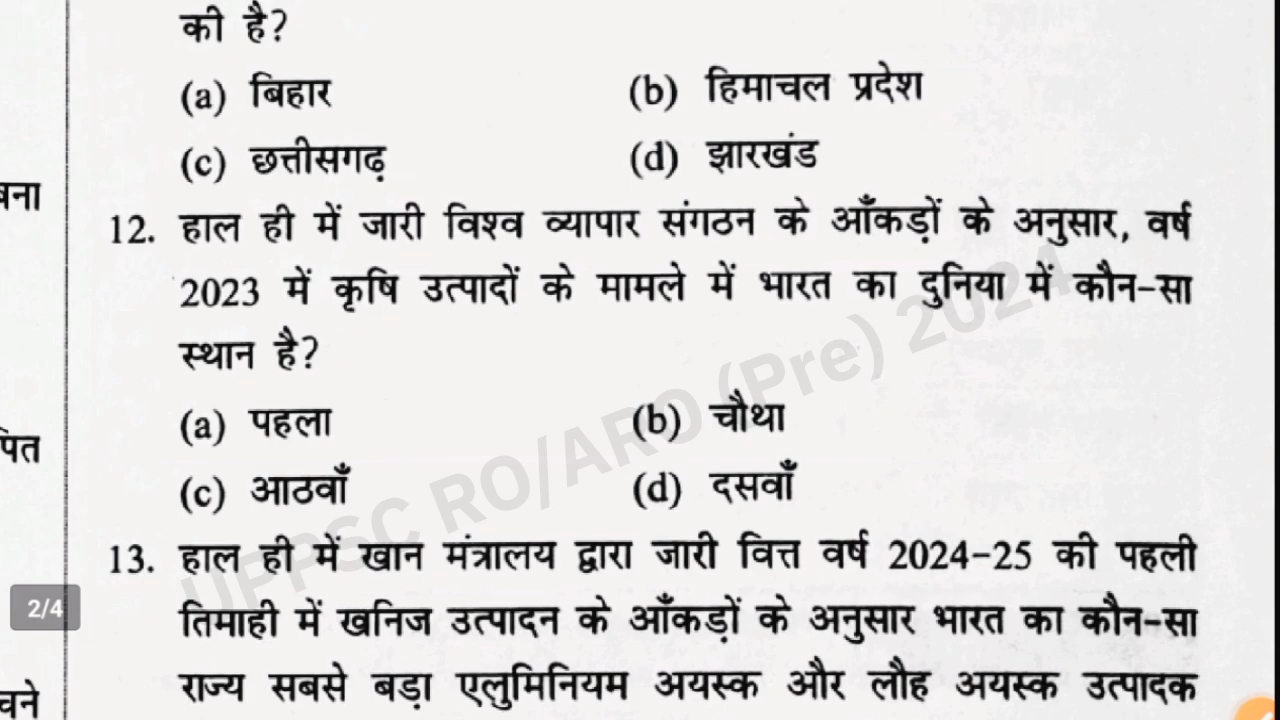 की है?
(a) बिहार (b) हिमाचल प्रदेश
(c) छत्तीसगढ़ (d) झारखंड
बना
12. हाल ही में जारी विश्व व्यापार संगठन के आँकड़ों के अनुसार, वर्ष
2023 में कृषि उत्पादों के मामले में भारत का दुनिया में कौन-सा
स्थान है?
(a) पहला (b) चौथा
पित
(c) आठवाँ (d) दसवाँ
UPPSC RO/ARO (Pre) 2024
13. हाल ही में खान मंत्रालय द्वारा जारी वित्त वर्ष 2024-25 की पहली
2/4
तिमाही में खनिज उत्पादन के आँकड़ों के अनुसार भारत का कौन-सा
राज्य सबसे बड़ा एलुमिनियम अयस्क और लौह अयस्क उत्पादक
चने